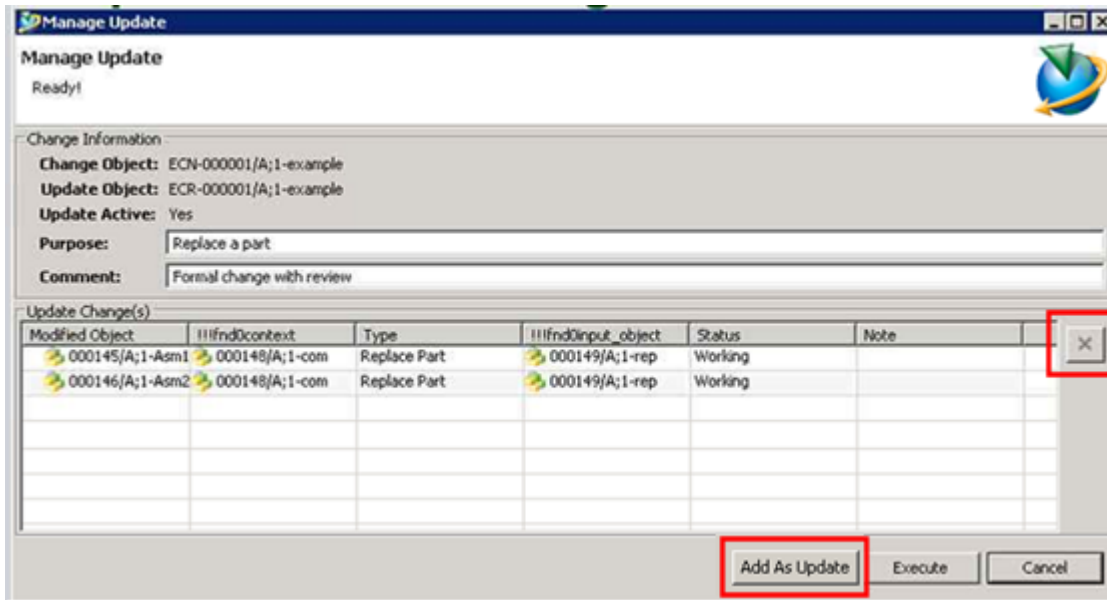 Manage Update
Manage Update
Ready!
Change Information
Change Object: ECN-000001/A;1-example
Update Object: ECR-000001/A;1-example
Update Active: Yes
Purpose: Replace a part
Comment: Formal change with review
Update Change(s)
Modified Object !!!fnd0context Type !!!fnd0input_object Status Note
000145/A;1-Asm1 000148/A;1-com Replace Part 000149/A;1-rep Working
000146/A;1-Asm2 000148/A;1-com Replace Part 000149/A;1-rep Working
Add As Update Execute Cancel